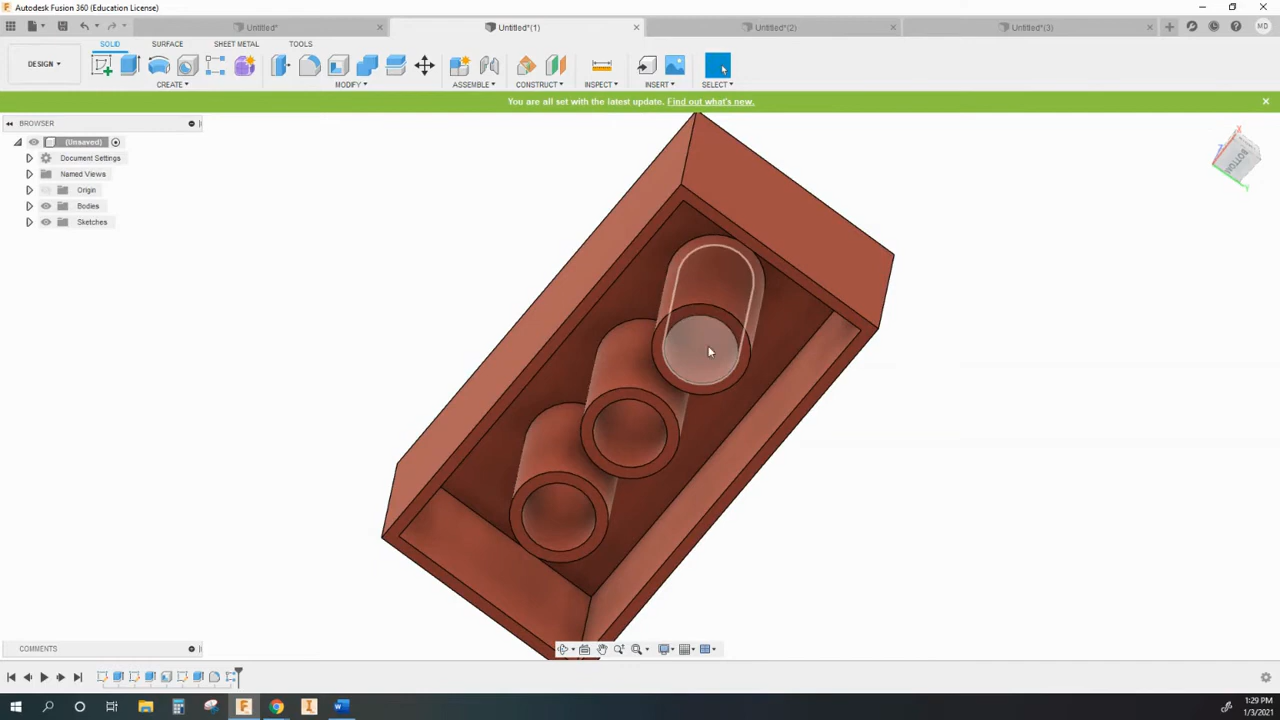 Autodesk Fusion 360 (Education License)
Untitled*
Untitled*(1)
Untitled*(2)
Untitled*(3)
MD
DESIGN
SOLID
SURFACE
SHEET METAL
TOOLS
CREATE
MODIFY
ASSEMBLE
CONSTRUCT
INSPECT
INSERT
SELECT
You are all set with the latest update. Find out what's new.
BROWSER
(Unsaved)
Document Settings
Named Views
Origin
Bodies
Sketches
BOTTOM
COMMENTS
1:29 PM
1/3/2021